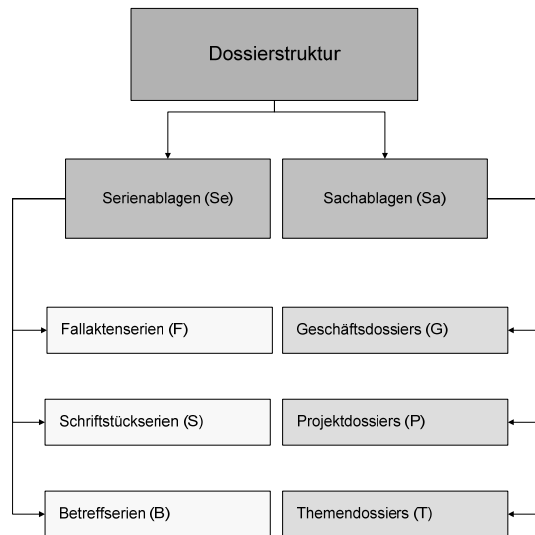 Dossierstruktur
Serienablagen (Se)
Sachablagen (Sa)
Fallaktenserien (F)
Geschäftsdossiers (G)
Schriftstückserien (S)
Projektdossiers (P)
Betreffserien (B)
Themendossiers (T)